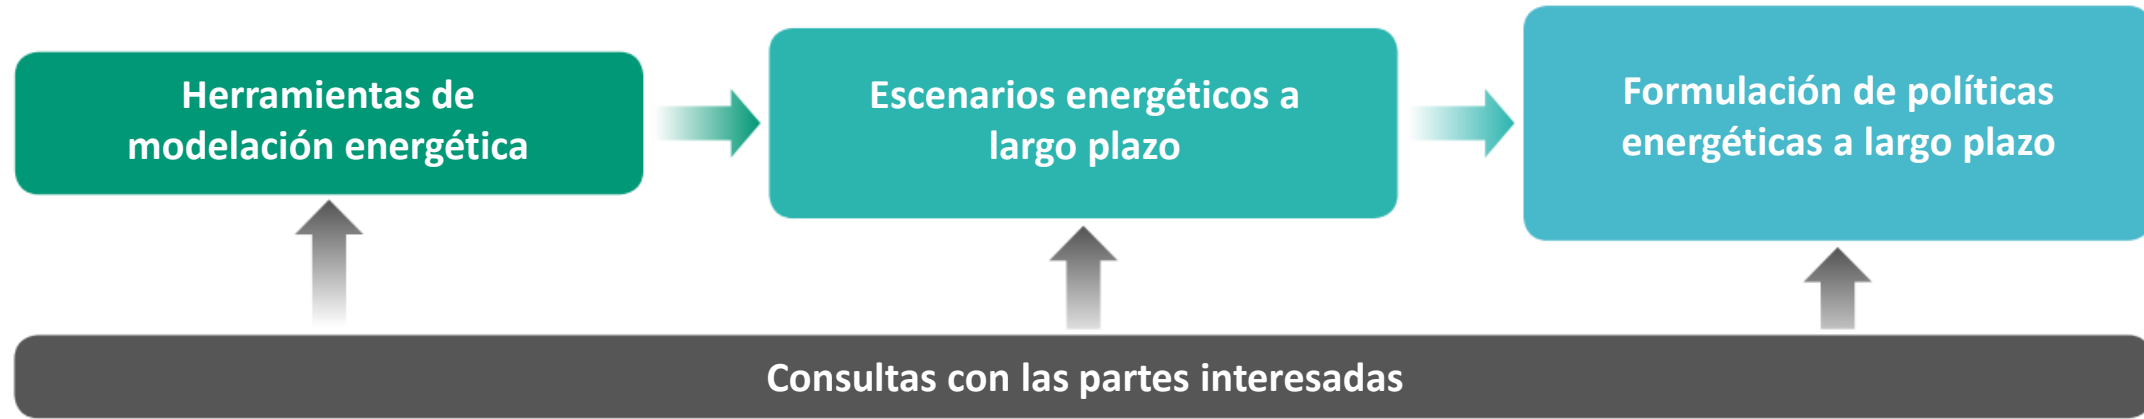 Herramientas de
modelación energética
Escenarios energéticos a
largo plazo
Formulación de políticas
energéticas a largo plazo
Consultas con las partes interesadas